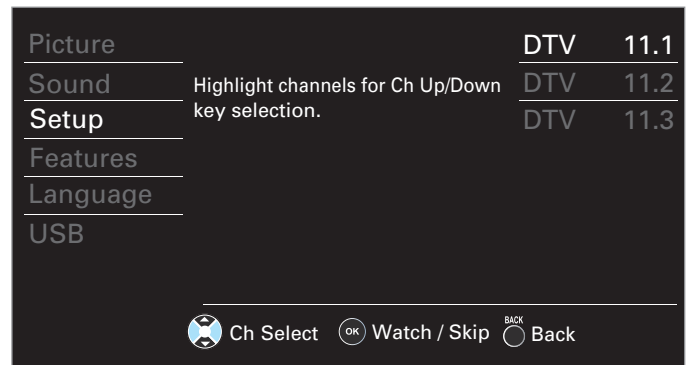 Picture
Sound
Setup
Features
Language
USB
Highlight channels for Ch Up/Down
key selection.
DTV 11.1
DTV 11.2
DTV 11.3
Ch Select OK Watch / Skip BACK Back